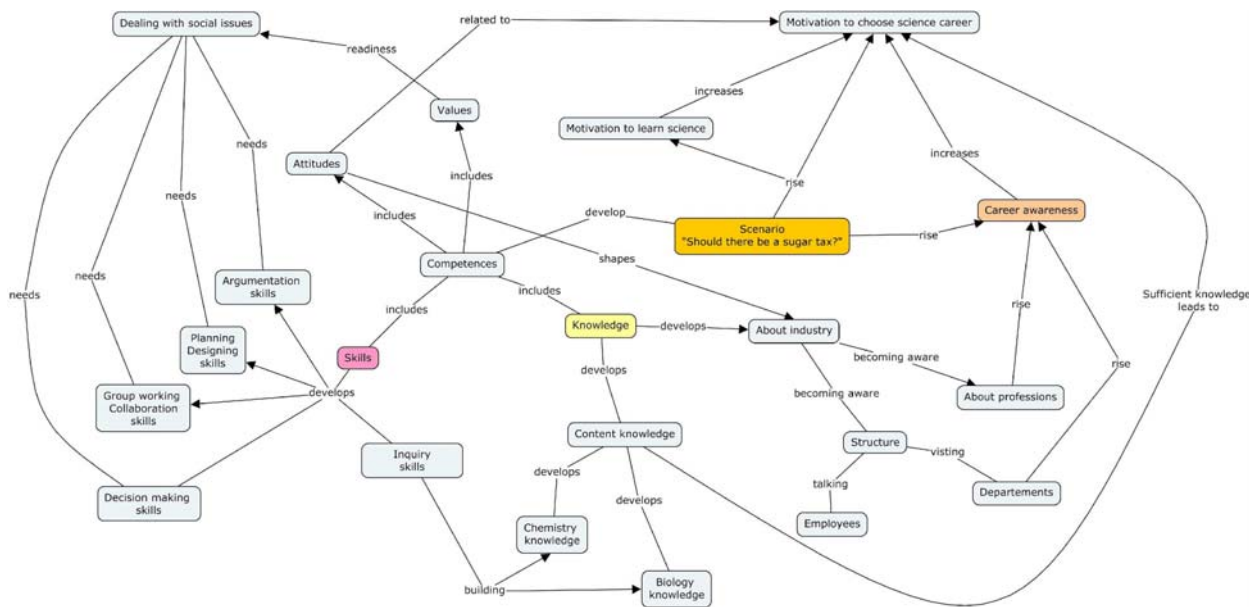 Dealing with social issues
related to
Motivation to choose science career
readiness
increases
Values
Motivation to learn science
needs
Attitudes
increases
includes
rise
needs
includes
develop
Career awareness
Scenario
"Should there be a sugar tax?"
rise
shapes
Competences
needs
Argumentation
skills
includes
includes
Sufficient knowledge
leads to
needs
rise
Knowledge
develops
About industry
Planning
Designing
skills
Skills
becoming aware
rise
develops
develops
About professions
Group working
Collaboration
skills
becoming aware
Content knowledge
Structure
visting
Inquiry
skills
develops
talking
Departements
Decision making
skills
develops
Employees
Chemistry
knowledge
building
Biology
knowledge